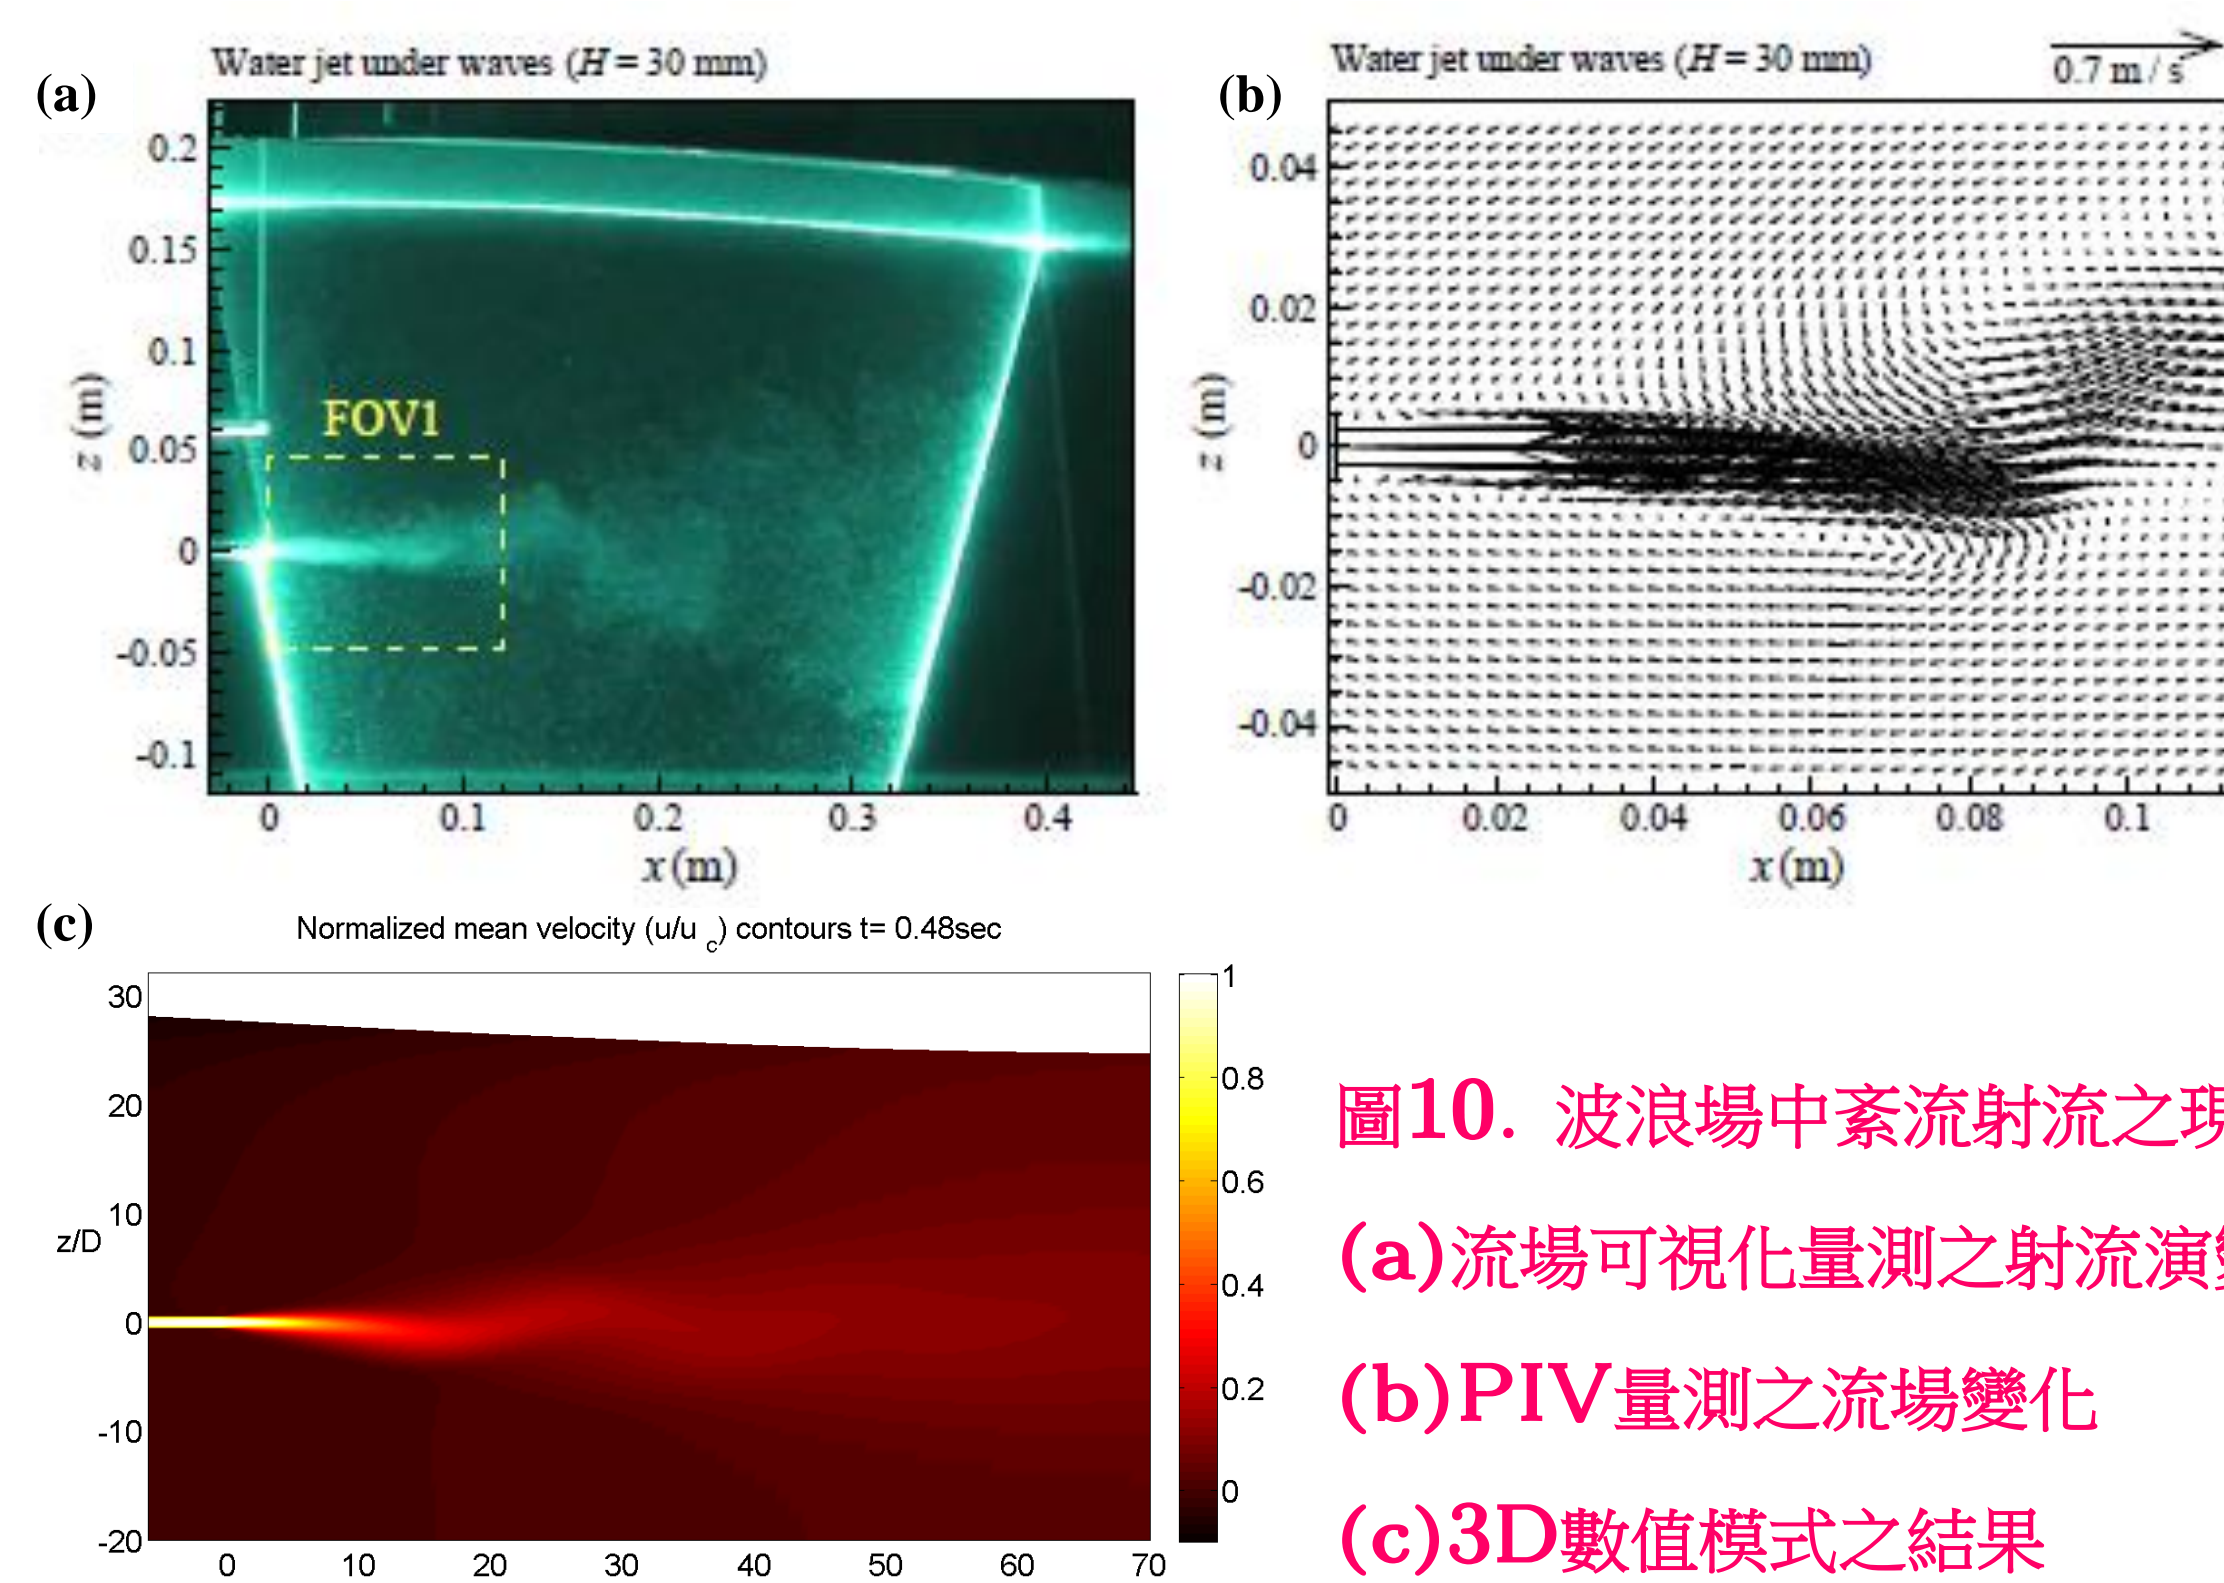 Water jet under waves (H = 30 mm)
(a)
0.2
0.15
0.1
0.05
0
-0.05
-0.1
z (m)
FOV1
0 0.1 0.2 0.3 0.4
x (m)
Water jet under waves (H = 30 mm)
0.7 m / s
(b)
0.04
0.02
0
-0.02
-0.04
z (m)
0 0.02 0.04 0.06 0.08 0.1
x (m)
(c)
Normalized mean velocity (u/u c) contours t= 0.48sec
30
20
10
0
-10
-20
z/D
0 10 20 30 40 50 60 70
1
0.8
0.6
0.4
0.2
0
圖10. 波浪場中紊流射流之現
(a)流場可視化量測之射流演
(b)PIV量測之流場變化
(c)3D數值模式之結果